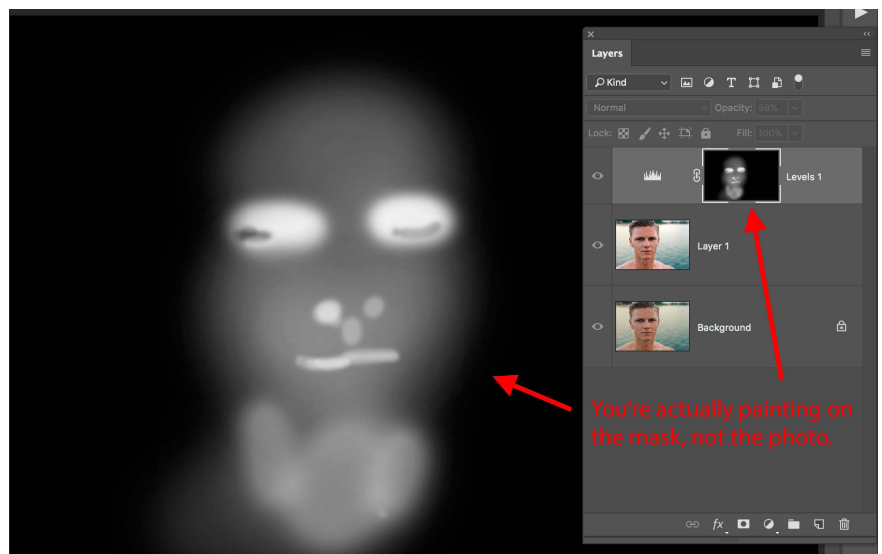 Layers
Kind
Normal Opacity: 98%
Lock: Fill: 100%
Levels 1
Layer 1
Background
You're actually painting on
the mask, not the photo.
fx